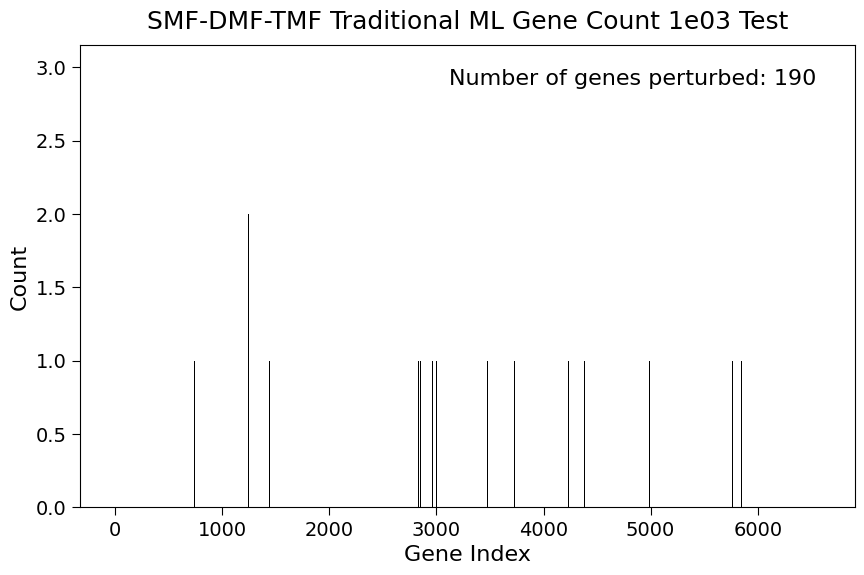 SMF-DMF-TMF Traditional ML Gene Count 1e03 Test
Number of genes perturbed: 190
3.0
2.5
2.0
1.5
1.0
0.5
0.0
Count
0 1000 2000 3000 4000 5000 6000
Gene Index